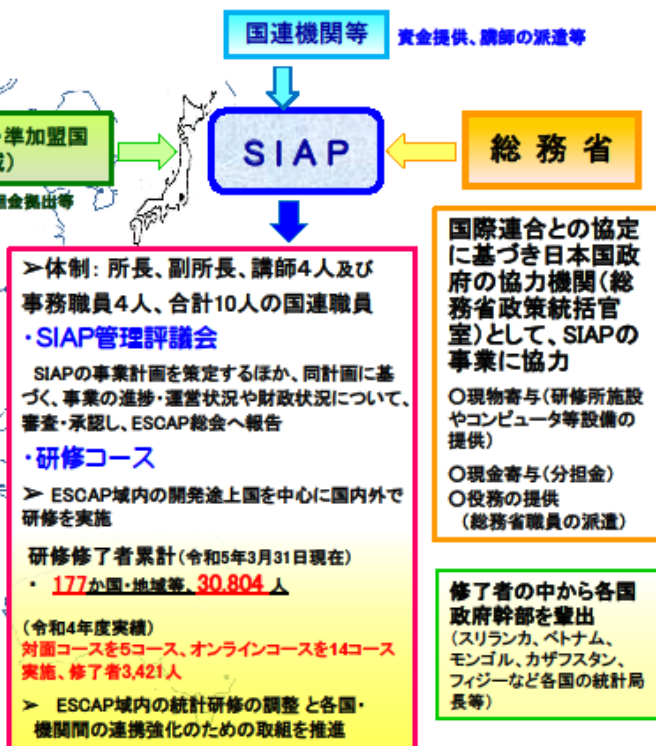 国連機関等
資金提供、講師の派遣等
準加盟国
SIAP
総務省
金拠出等
➢体制: 所長、副所長、講師4人及び
事務職員4人、合計10人の国連職員
・SIAP管理評議会
SIAPの事業計画を策定するほか、同計画に基
づく、事業の進捗・運営状況や財政状況について、
審査・承認し、ESCAP総会へ報告
・研修コース
➢ ESCAP域内の開発途上国を中心に国内外で
研修を実施
研修修了者累計(令和5年3月31日現在)
・ 177か国・地域等、30,804 人
(令和4年度実績)
対面コースを5コース、オンラインコースを14コース
実施、修了者3,421人
➢ ESCAP域内の統計研修の調整 と各国・
機関間の連携強化のための取組を推進
国際連合との協定
に基づき日本国政
府の協力機関(総
務省政策統括官
室)として、SIAPの
事業に協力
○現物寄与(研修所施設
やコンピュータ等設備の
提供)
○現金寄与(分担金)
○役務の提供
(総務省職員の派遣)
修了者の中から各国
政府幹部を輩出
(スリランカ、ベトナム、
モンゴル、カザフスタン、
フィジーなど各国の統計局
長等)